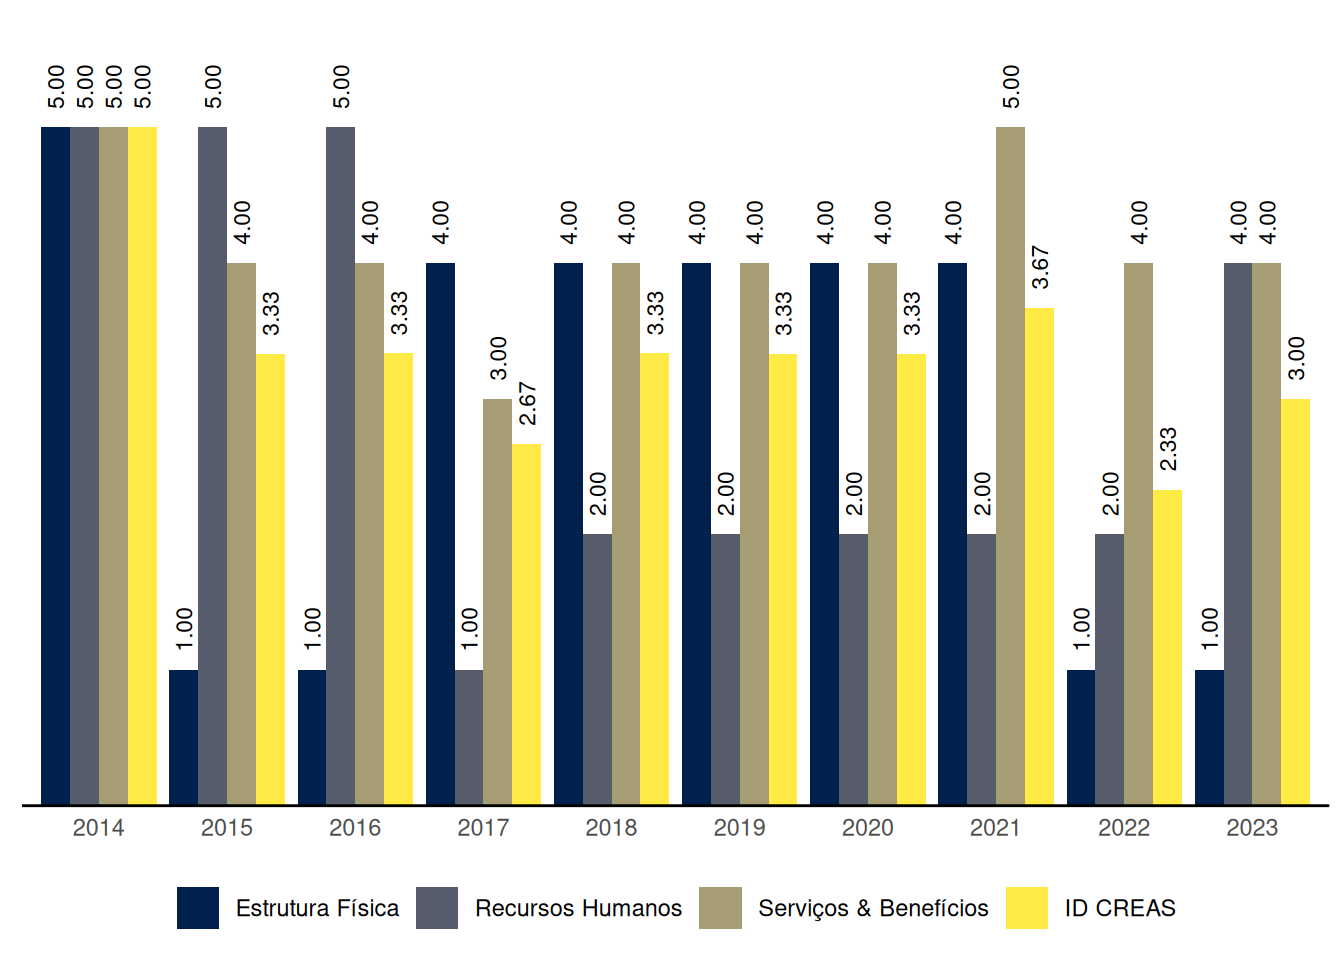 5.00 5.00 5.00 5.00 1.00 5.00 4.00 3.33 1.00 5.00 4.00 3.33 4.00 1.00 3.00 2.67 4.00 2.00 4.00 3.33 4.00 2.00 4.00 3.33 4.00 2.00 4.00 3.33 4.00 2.00 5.00 3.67 1.00 2.00 4.00 2.33 1.00 4.00 4.00 3.00
2014 2015 2016 2017 2018 2019 2020 2021 2022 2023
Estrutura Física Recursos Humanos Serviços & Benefícios ID CREAS